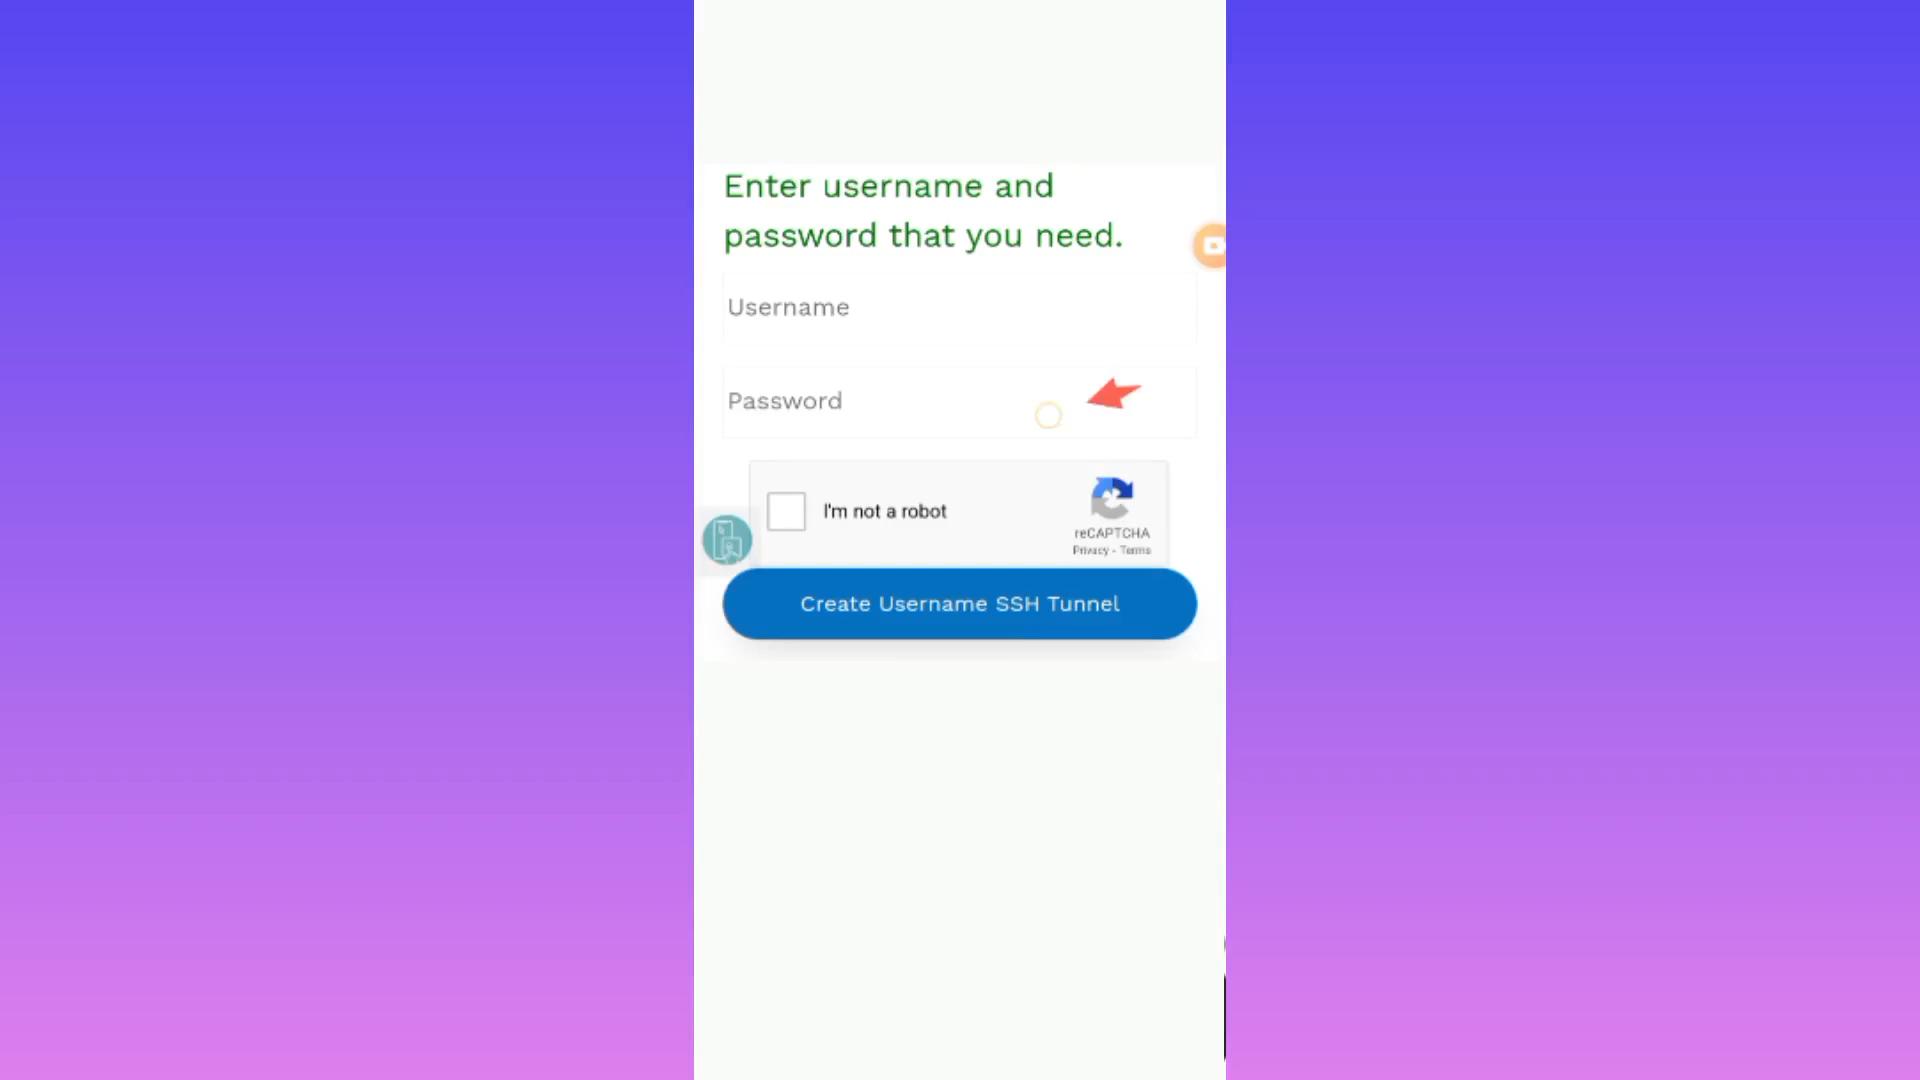 Enter username and
password that you need.
Username
Password
I'm not a robot
reCAPTCHA
Privacy - Terms
Create Username SSH Tunnel